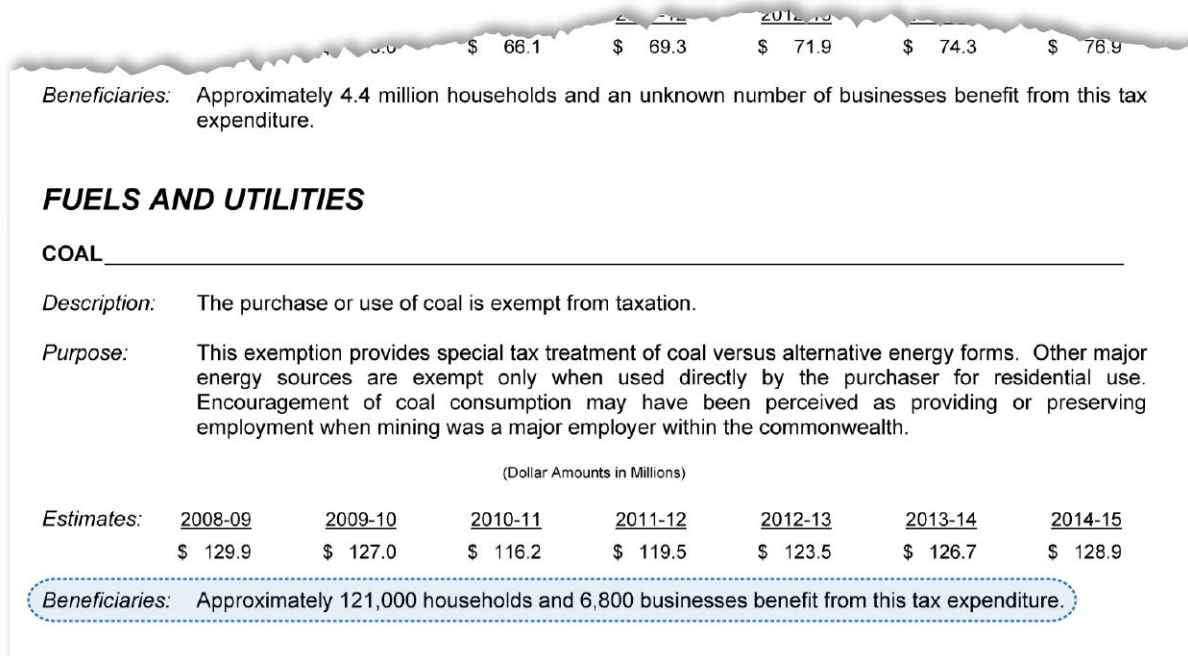 $ 66.1 $ 69.3 $ 71.9 $ 74.3 $ 76.9
Beneficiaries: Approximately 4.4 million households and an unknown number of businesses benefit from this tax
expenditure.
FUELS AND UTILITIES
COAL
Description: The purchase or use of coal is exempt from taxation.
Purpose: This exemption provides special tax treatment of coal versus alternative energy forms. Other major
energy sources are exempt only when used directly by the purchaser for residential use.
Encouragement of coal consumption may have been perceived as providing or preserving
employment when mining was a major employer within the commonwealth.
(Dollar Amounts in Millions)
Estimates: 2008-09 2009-10 2010-11 2011-12 2012-13 2013-14 2014-15
$ 129.9 $ 127.0 $ 116.2 $ 119.5 $ 123.5 $ 126.7 $ 128.9
Beneficiaries: Approximately 121,000 households and 6,800 businesses benefit from this tax expenditure.